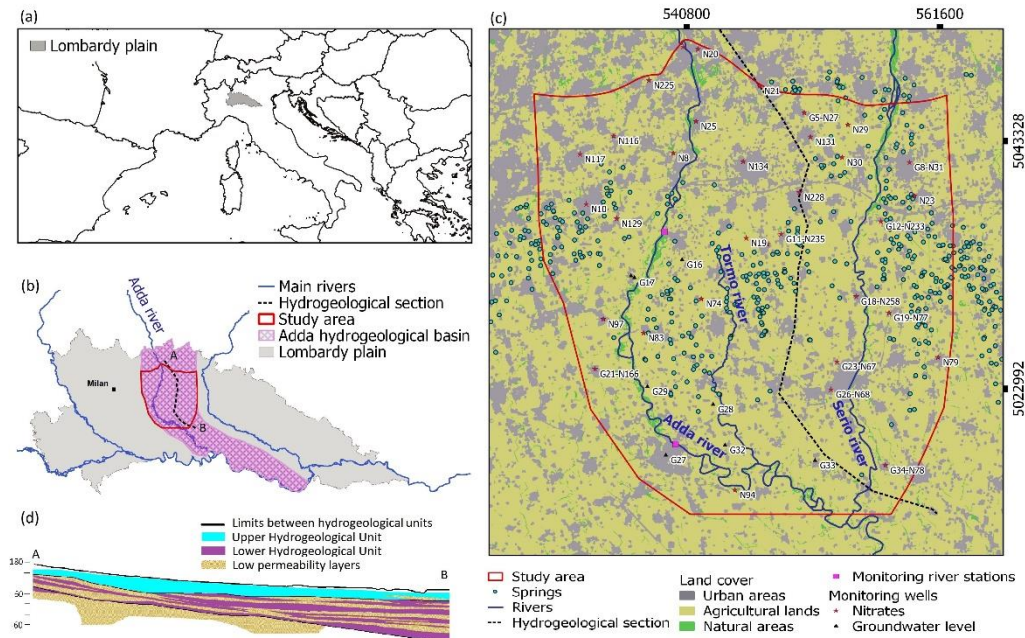 (a)
Lombardy plain
(b)
Adda river
A
B
Milan
Main rivers
Hydrogeological section
Study area
Adda hydrogeological basin
Lombardy plain
(d)
Limits between hydrogeological units
Upper Hydrogeological Unit
Lower Hydrogeological Unit
Low permeability layers
A
B
180
60
60
(c)
540800
561600
5043328
5022992
N20
N225
N21
G5-N27
N25
N29
N116
N131
N117
N8
N134
N30
G8-N31
N228
N10
N23
N129
G12-N233
N19
G11-N235
G16
G17
Tormo river
N74
G18-N258
G19-N77
N97
N83
G21-N166
G23-N67
N79
G29
G26-N68
G28
Adda river
Serio river
G27
G32
G33
G34-N78
N94
Study area
Springs
Rivers
Hydrogeological section
Land cover
Urban areas
Agricultural lands
Natural areas
Monitoring river stations
Monitoring wells
Nitrates
Groundwater level